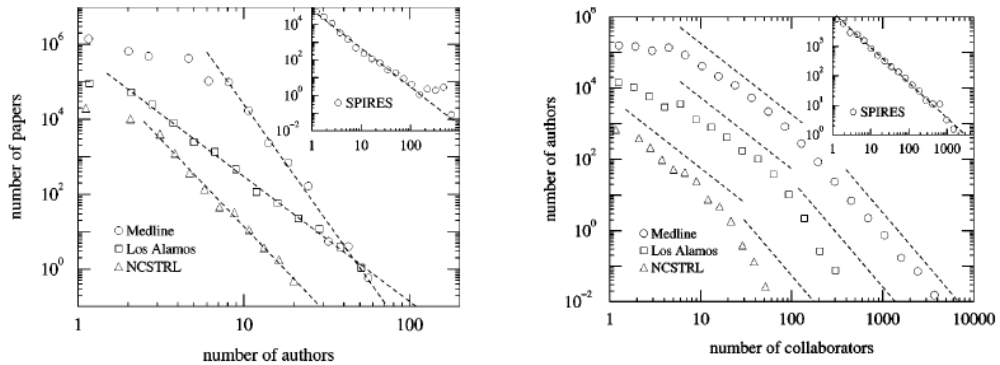 number of papers
10^6
10^4
10^2
10^0
10^4
10^2
10^0
10^-2
SPIRES
1 10 100
Medline
Los Alamos
NCSTRL
1 10 100
number of authors
number of authors
10^6
10^4
10^2
10^0
10^-2
10^3
10^2
10^1
10^0
SPIRES
1 10 100 1000
Medline
Los Alamos
NCSTRL
1 10 100 1000 10000
number of collaborators